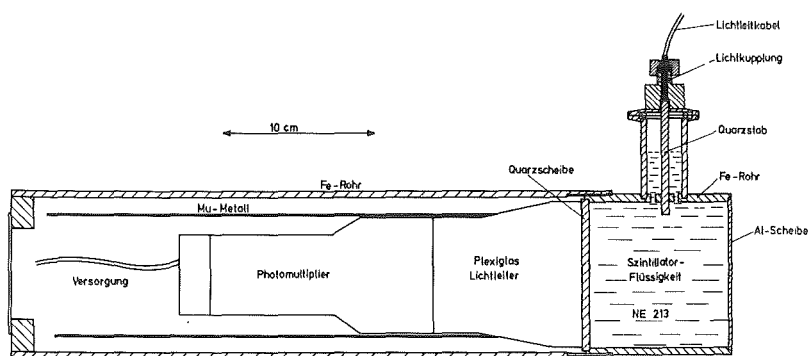 Lichtleitkabel
Lichtkupplung
10 cm
Quarzstab
Quarzscheibe
Fe-Rohr
Fe-Rohr
Mu-Metall
Al-Scheibe
Photomultiplier
Plexiglas
Lichtleiter
Szintillator-
Flüssigkeit
Versorgung
NE 213